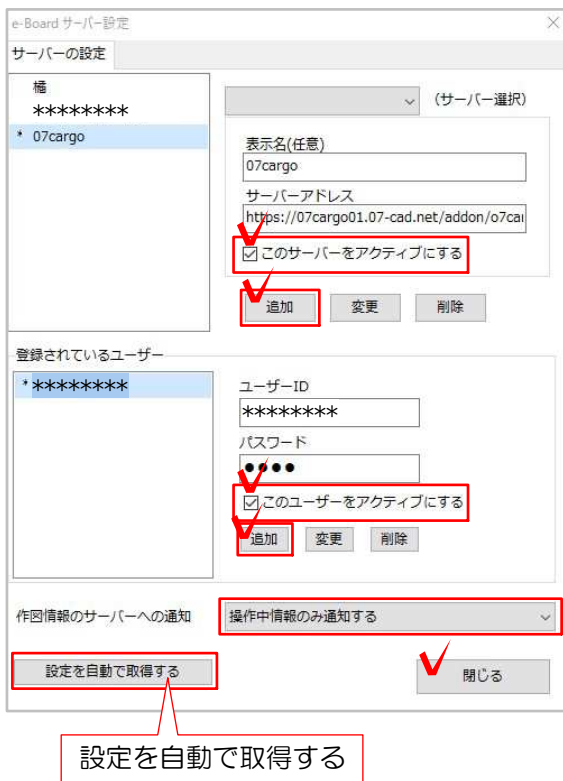 e-Board サーバー設定
サーバーの設定
橘
********
* 07cargo
(サーバー選択)
表示名(任意)
07cargo
サーバーアドレス
https://07cargo01.07-cad.net/addon/o7car
このサーバーをアクティブにする
追加 変更 削除
登録されているユーザー
* ********
ユーザーID
********
パスワード
●●●●
このユーザーをアクティブにする
追加 変更 削除
作図情報のサーバーへの通知 操作中情報のみ通知する
設定を自動で取得する 閉じる
設定を自動で取得する